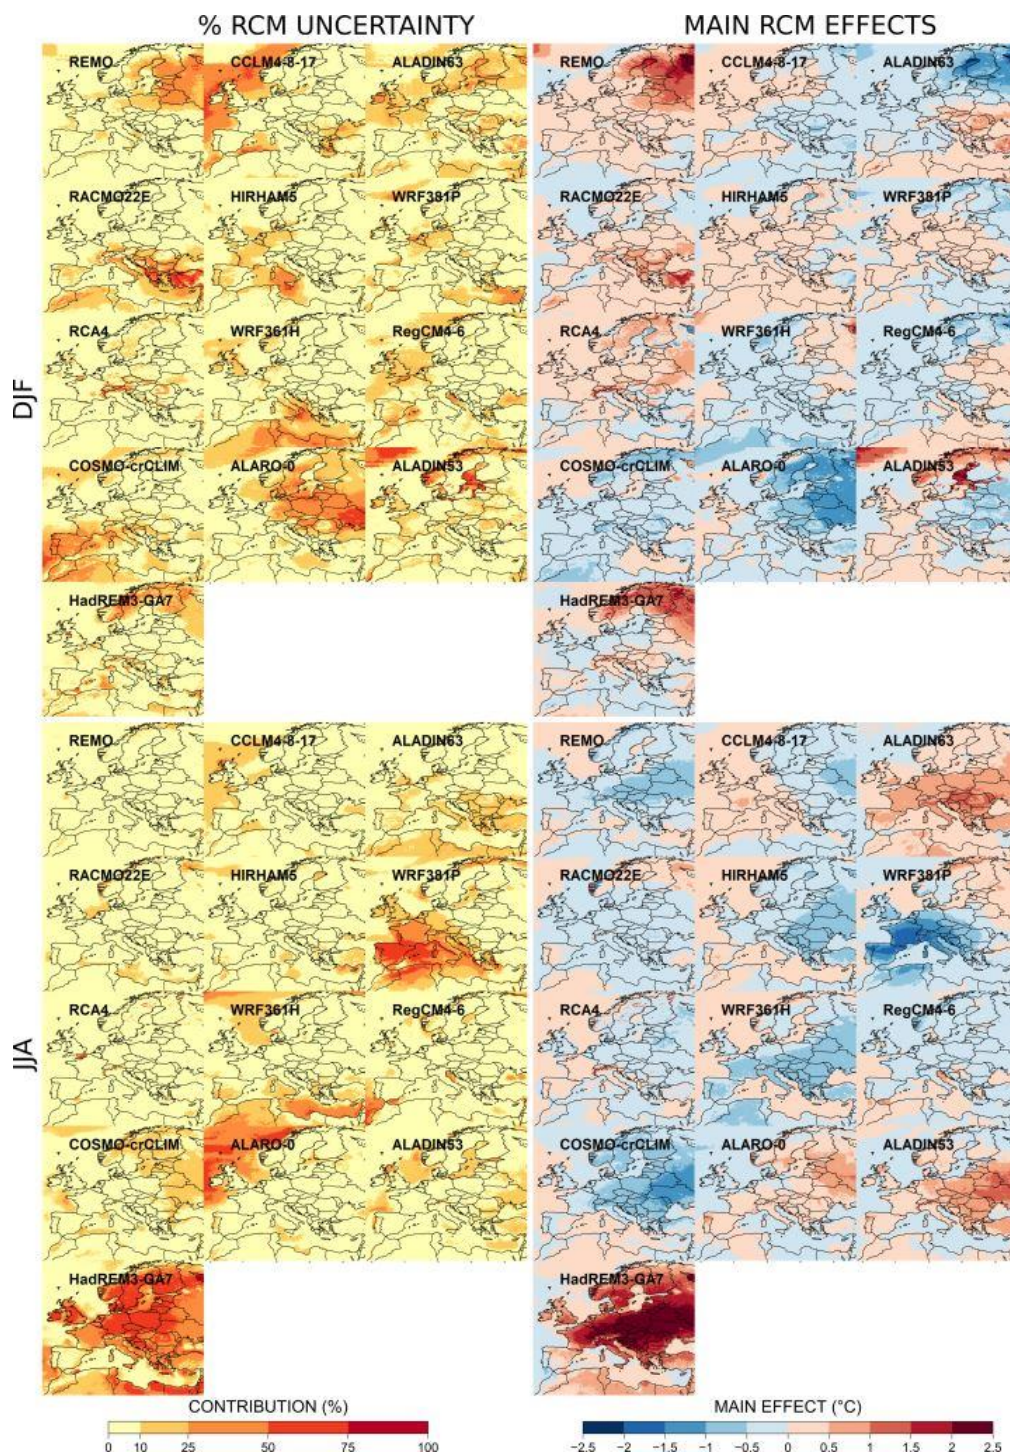 % RCM UNCERTAINTY MAIN RCM EFFECTS
DJF
REMO CCLM4-8-17 ALADIN63 REMO CCLM4-8-17 ALADIN63
RACMO22E HIRHAM5 WRF381P RACMO22E HIRHAM5 WRF381P
RCA4 WRF361H RegCM4-6 RCA4 WRF361H RegCM4-6
COSMO-crCLIM ALARO-0 ALADIN53 COSMO-crCLIM ALARO-0 ALADIN53
HadREM3-GA7 HadREM3-GA7
JJA
REMO CCLM4-8-17 ALADIN63 REMO CCLM4-8-17 ALADIN63
RACMO22E HIRHAM5 WRF381P RACMO22E HIRHAM5 WRF381P
RCA4 WRF361H RegCM4-6 RCA4 WRF361H RegCM4-6
COSMO-crCLIM ALARO-0 ALADIN53 COSMO-crCLIM ALARO-0 ALADIN53
HadREM3-GA7 HadREM3-GA7
CONTRIBUTION (%) MAIN EFFECT (°C)
0 10 25 50 75 100 −2.5 −2 −1.5 −1 −0.5 0 0.5 1 1.5 2 2.5